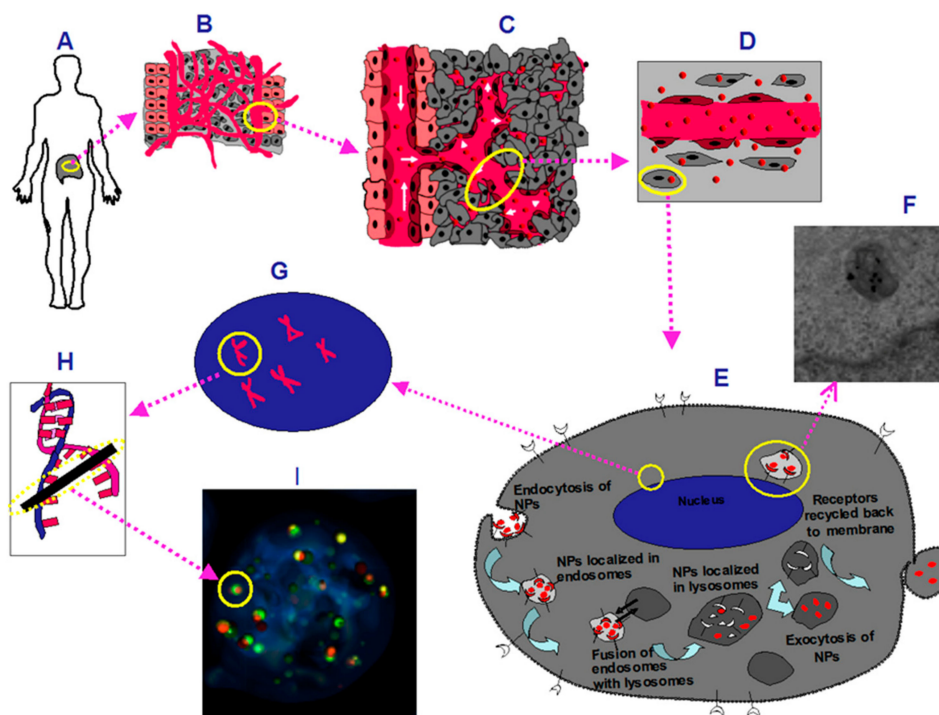 A
B
C
D
F
G
H
E
I
Endocytosis of
NPs
Nucleus
Receptors
recycled back
to membrane
NPs localized in
endosomes
NPs localized
in lysosomes
Fusion of
endosomes
with lysosomes
Exocytosis of
NPs